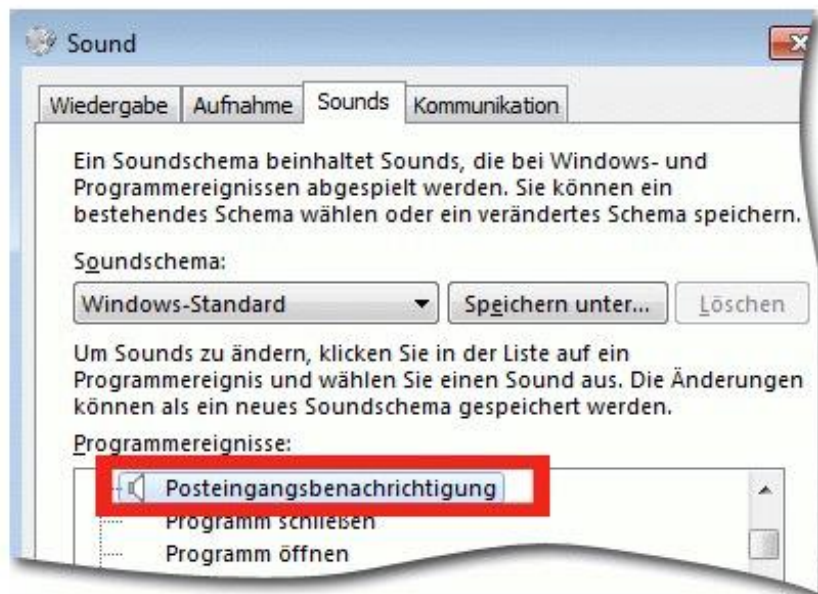 Sound
Wiedergabe Aufnahme Sounds Kommunikation
Ein Soundschema beinhaltet Sounds, die bei Windows- und
Programmereignissen abgespielt werden. Sie können ein
bestehendes Schema wählen oder ein verändertes Schema speichern.
Soundschema:
Windows-Standard Speichern unter... Löschen
Um Sounds zu ändern, klicken Sie in der Liste auf ein
Programmereignis und wählen Sie einen Sound aus. Die Änderungen
können als ein neues Soundschema gespeichert werden.
Programmereignisse:
Posteingangsbenachrichtigung
Programm schließen
Programm öffnen